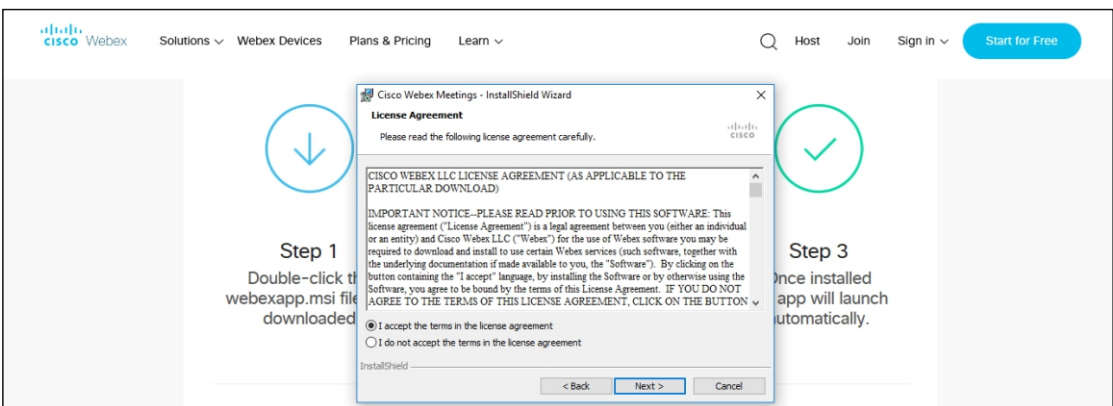 CISCO Webex Solutions Webex Devices Plans & Pricing Learn Host Join Sign in Start for Free
Cisco Webex Meetings - InstallShield Wizard
License Agreement
Please read the following license agreement carefully.
CISCO
CISCO WEBEX LLC LICENSE AGREEMENT (AS APPLICABLE TO THE
PARTICULAR DOWNLOAD)
IMPORTANT NOTICE--PLEASE READ PRIOR TO USING THIS SOFTWARE: This
license agreement ("License Agreement") is a legal agreement between you (either an individual
or an entity) and Cisco Webex LLC ("Webex") for the use of Webex software you may be
required to download and install to use certain Webex services (such software, together with
the underlying documentation if made available to you, the "Software"). By clicking on the
button containing the "I accept" language, by installing the Software or by otherwise using the
Software, you agree to be bound by the terms of this License Agreement. IF YOU DO NOT
AGREE TO THE TERMS OF THIS LICENSE AGREEMENT, CLICK ON THE BUTTON
I accept the terms in the license agreement
I do not accept the terms in the license agreement
InstallShield
< Back Next > Cancel
Step 1
Double-click
webexapp.msi
downloaded
Step 3
installed
app will launch